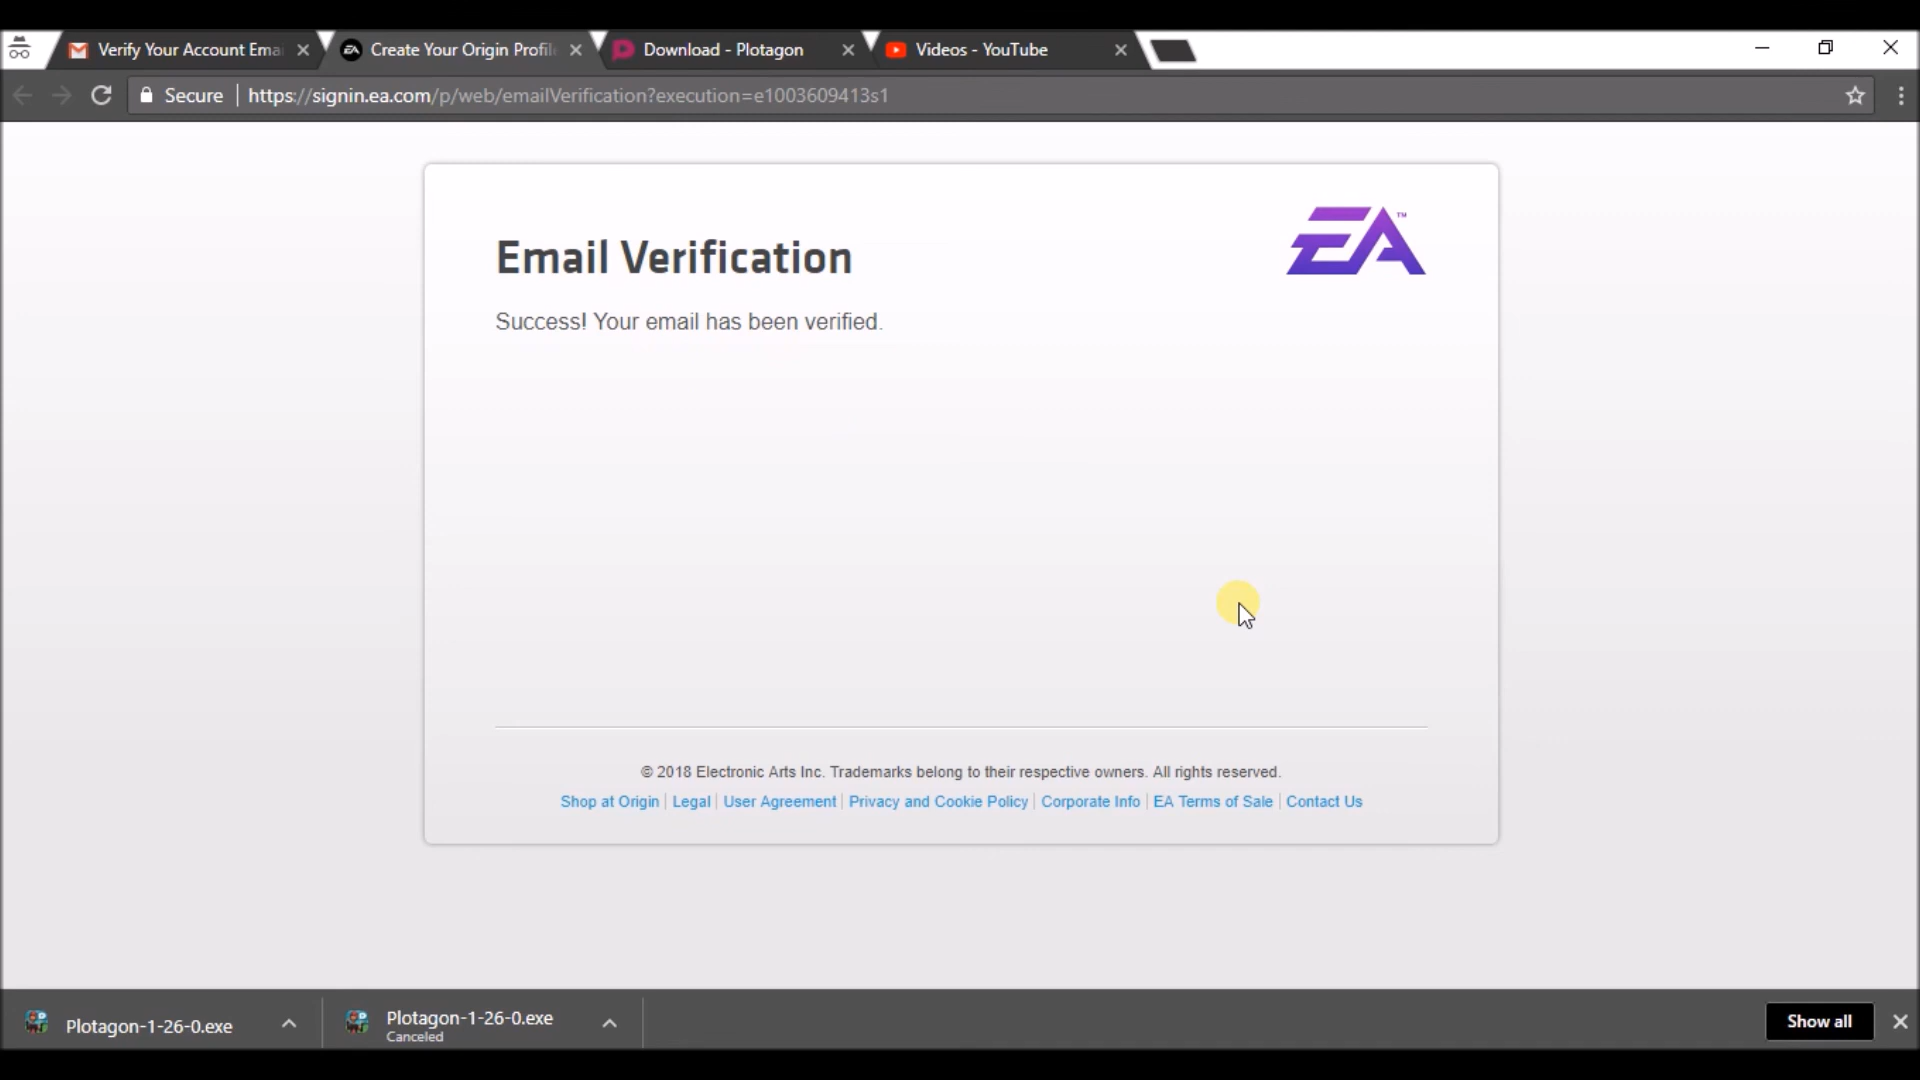 Verify Your Account Emai
Create Your Origin Profil
Download - Plotagon
Videos - YouTube
Secure
https://signin.ea.com/p/web/emailVerification?execution=e1003609413s1
EA™
Email Verification
Success! Your email has been verified.
© 2018 Electronic Arts Inc. Trademarks belong to their respective owners. All rights reserved.
Shop at Origin | Legal | User Agreement | Privacy and Cookie Policy | Corporate Info | EA Terms of Sale | Contact Us
Plotagon-1-26-0.exe
Plotagon-1-26-0.exe
Canceled
Show all